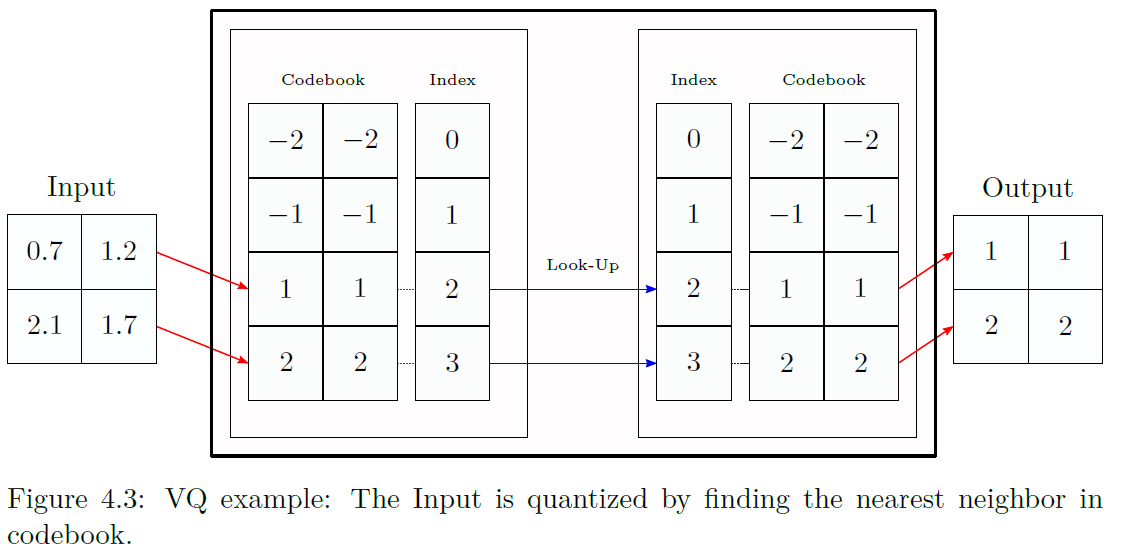 Codebook Index Index Codebook
−2 −2 0 0 −2 −2
Input Output
−1 −1 1 1 −1 −1
0.7 1.2 1 1
Look-Up
1 1 2 2 1 1
2.1 1.7 2 2
2 2 3 3 2 2
Figure 4.3: VQ example: The Input is quantized by finding the nearest neighbor in
codebook.